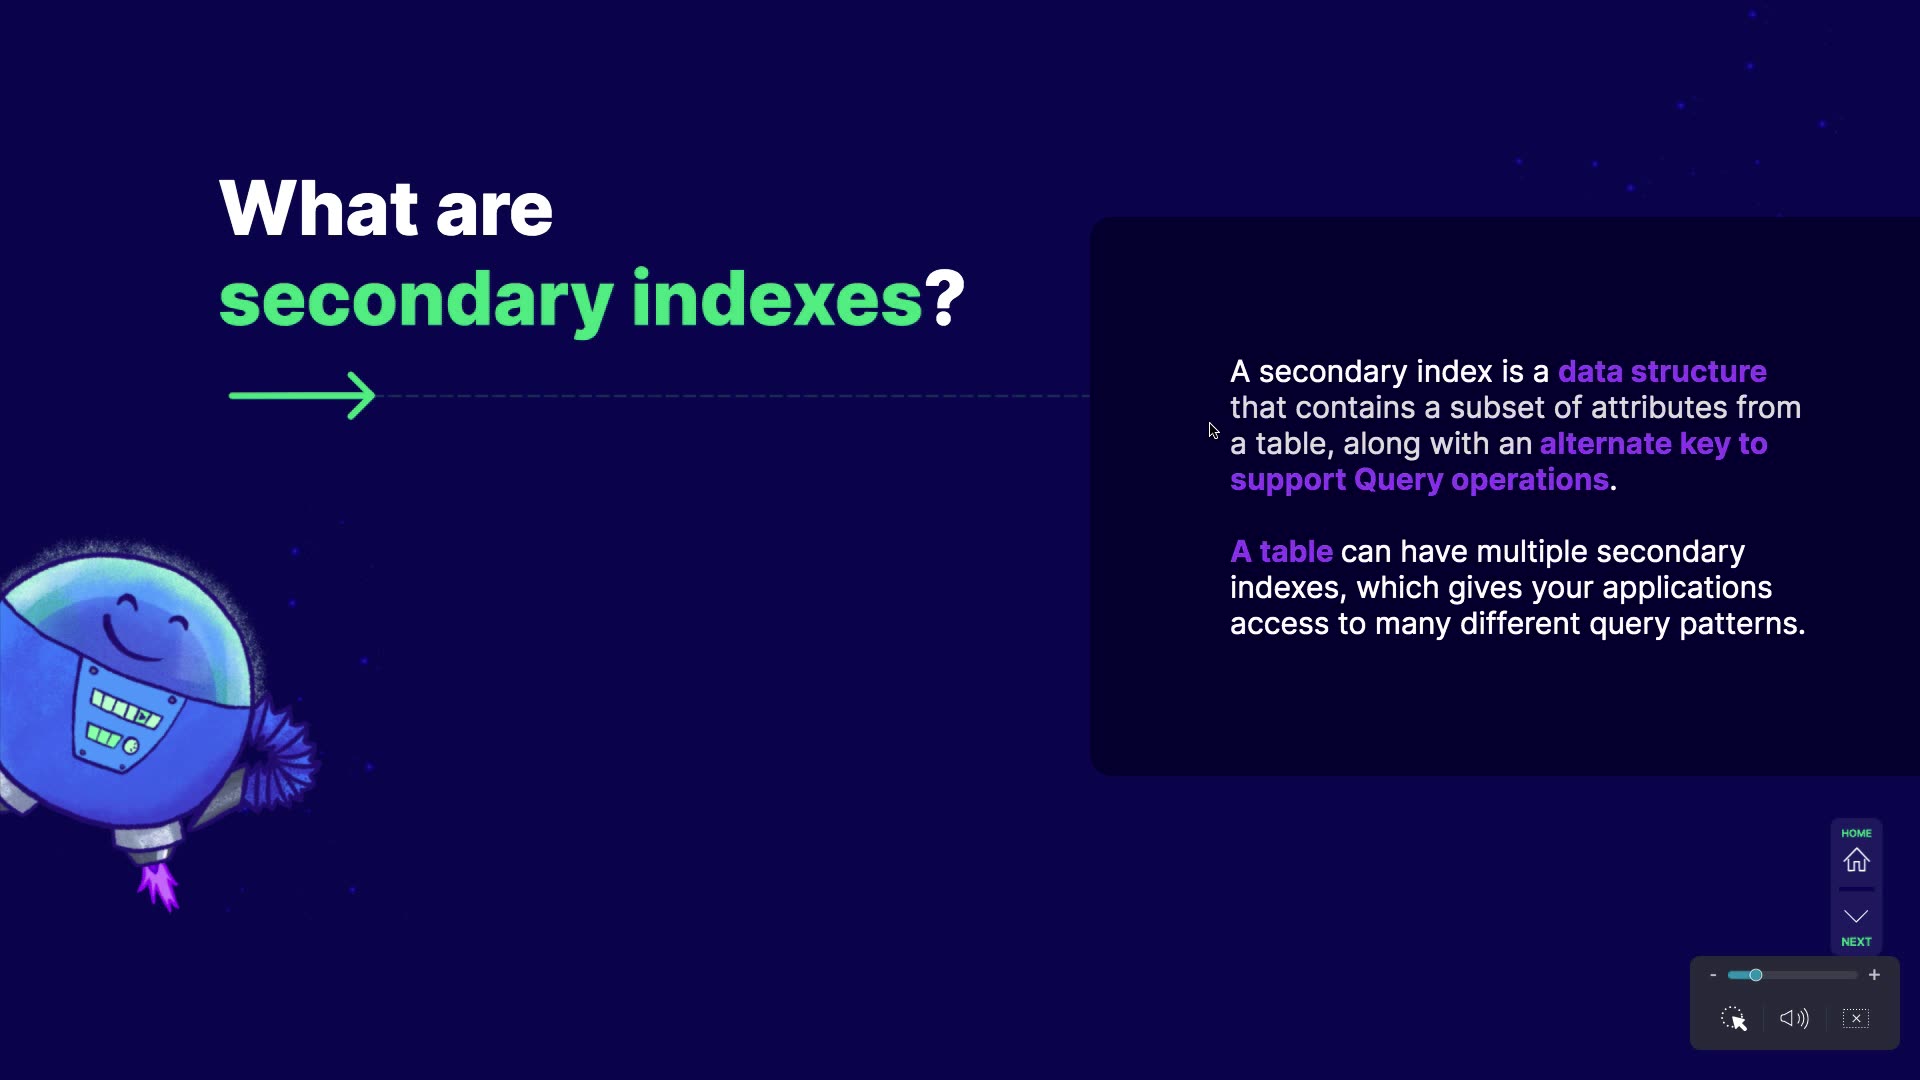 What are
secondary indexes?
A secondary index is a data structure
that contains a subset of attributes from
a table, along with an alternate key to
support Query operations.
A table can have multiple secondary
indexes, which gives your applications
access to many different query patterns.
HOME
NEXT
- +